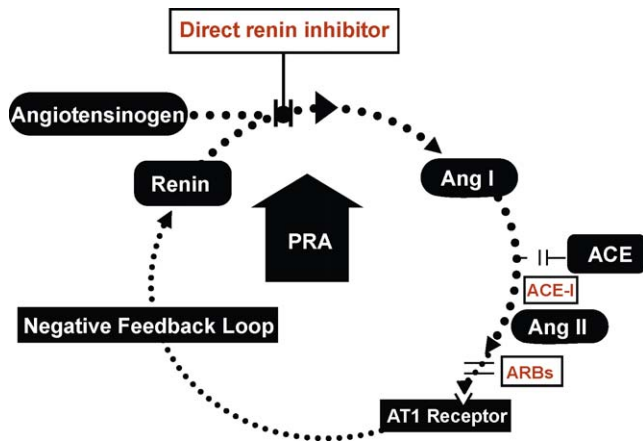 Direct renin inhibitor
Angiotensinogen
Renin
Ang I
PRA
ACE
ACE-I
Negative Feedback Loop
Ang II
ARBs
AT1 Receptor